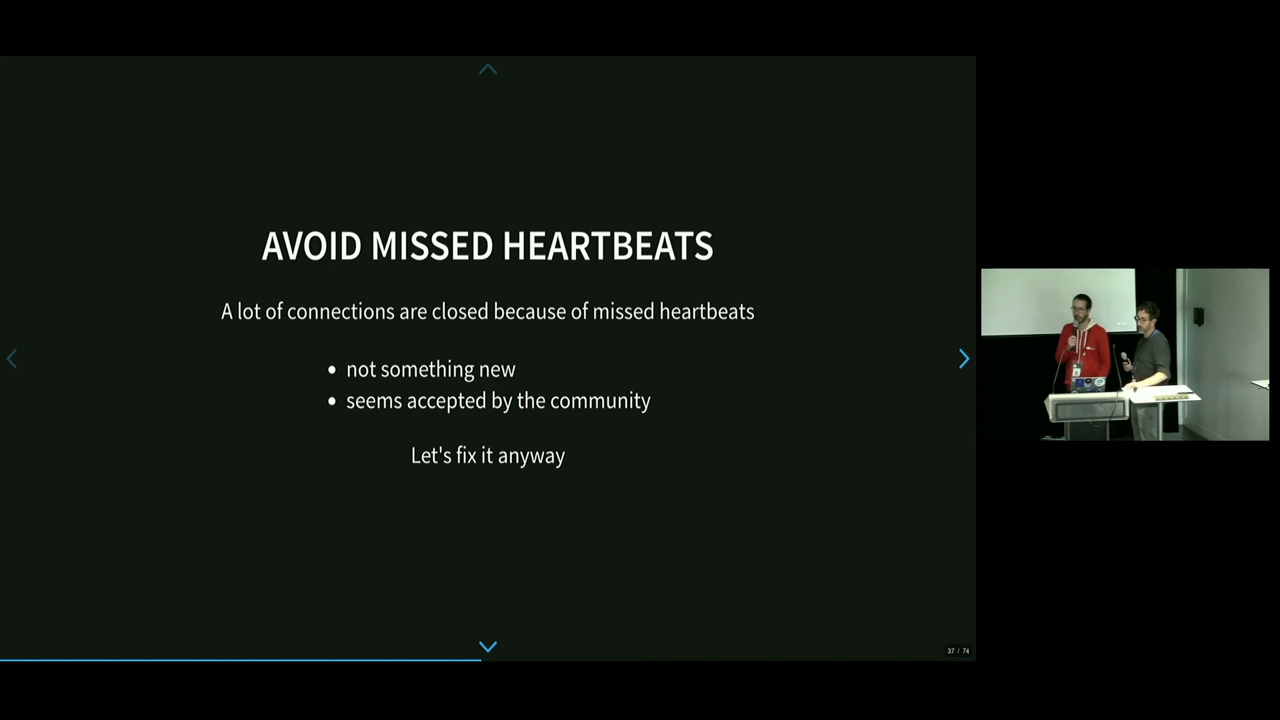 AVOID MISSED HEARTBEATS
A lot of connections are closed because of missed heartbeats
not something new
seems accepted by the community
Let's fix it anyway
37 / 74